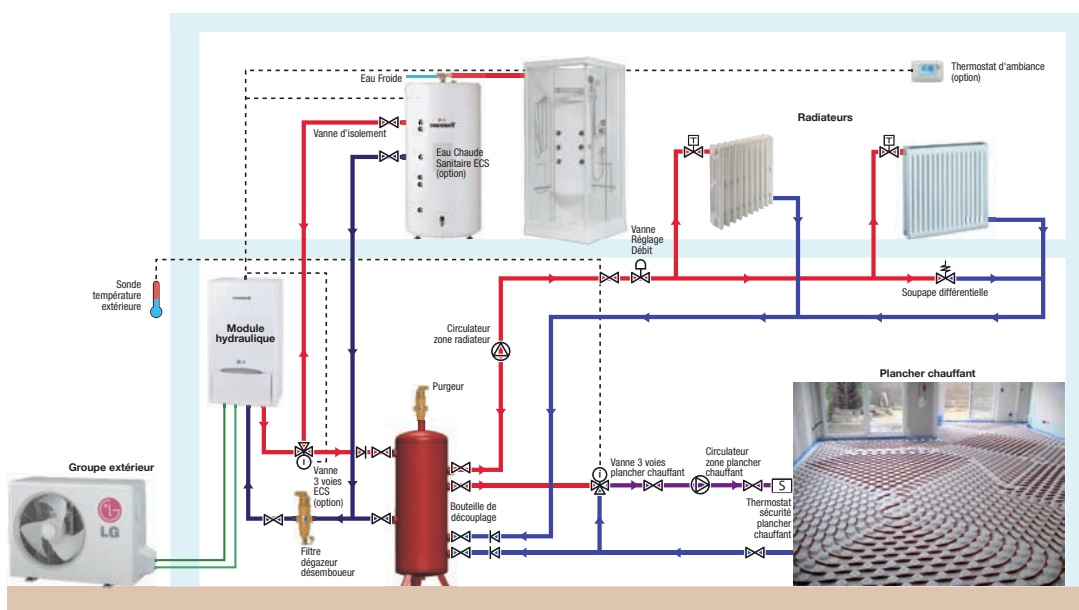 Eau Froide
Thermostat d'ambiance
(option)
Radiateurs
Vanne d'isolement
T
T
Eau Chaude
Sanitaire ECS
(option)
Vanne
Réglage
Débit
Sonde
température
extérieure
Soupape différentielle
Module
hydraulique
Circulateur
zone radiateur
Plancher chauffant
Purgeur
Groupe extérieur
LG
Vanne
3 voies
ECS
(option)
Vanne 3 voies
plancher chauffant
Circulateur
zone plancher
chauffant
S
Bouteille de
découplage
Thermostat
sécurité
plancher
chauffant
Filtre
dégazeur
désemboueur